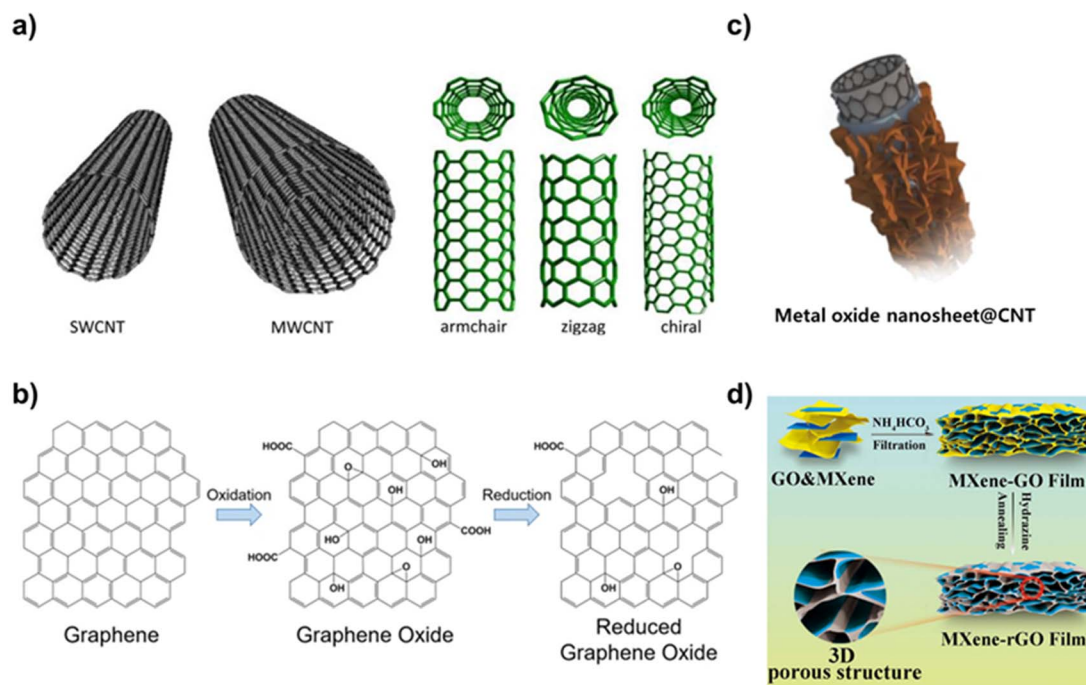 a)
SWCNT
MWCNT
armchair
zigzag
chiral
c)
Metal oxide nanosheet@CNT
b)
Graphene
Oxidation
HOOC
O
OH
OH
HO
OH
COOH
HOOC
O
OH
Graphene Oxide
Reduction
HOOC
OH
O
OH
Reduced
Graphene Oxide
d)
GO&MXene
NH4HCO3
Filtration
MXene-GO Film
Hydrazine
Annealing
3D
porous structure
MXene-rGO Film